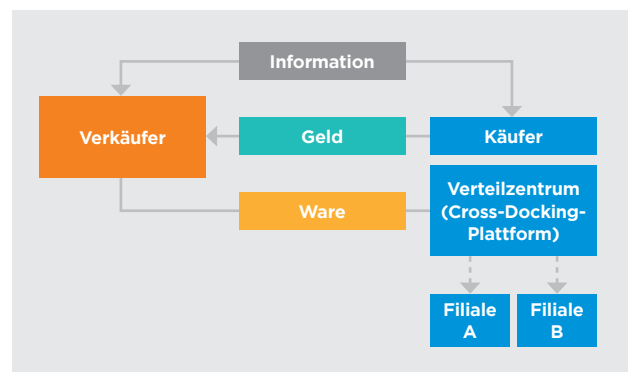 Information
Verkäufer
Geld
Käufer
Ware
Verteilzentrum
(Cross-Docking-
Plattform)
Filiale
A
Filiale
B